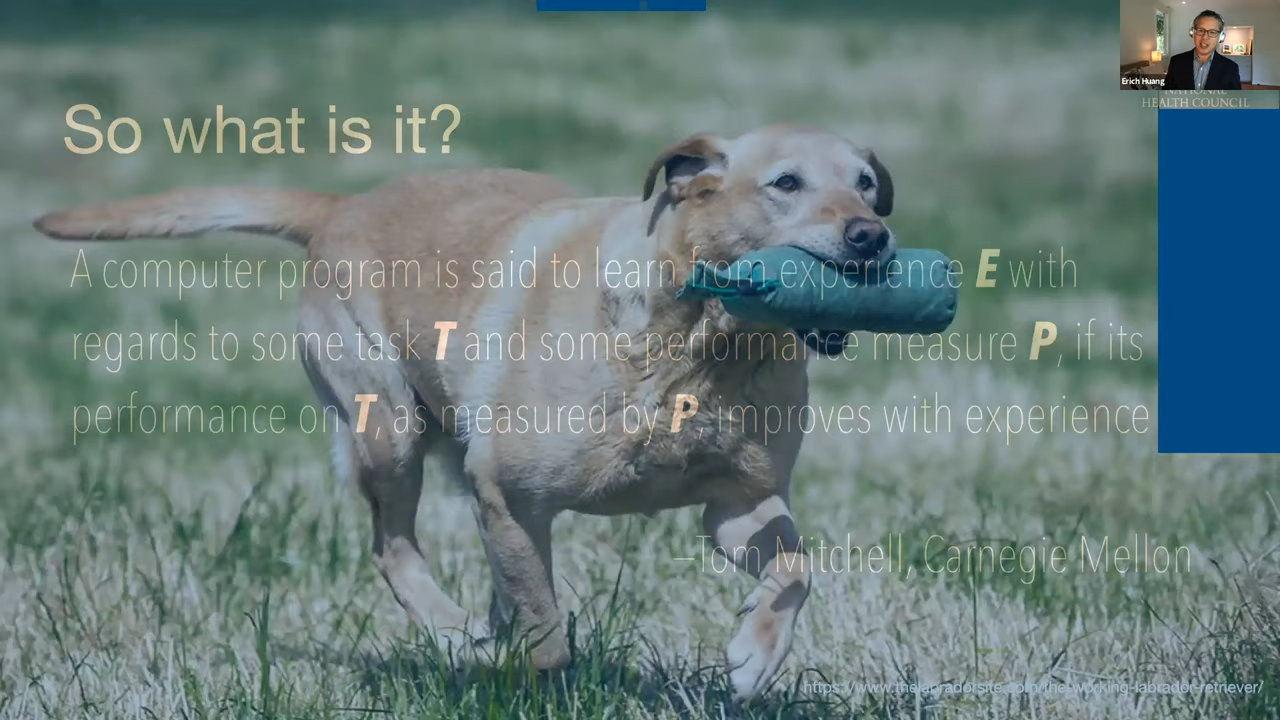 Erich Huang
NATIONAL
HEALTH COUNCIL
So what is it?
A computer program is said to learn from experience E with
regards to some task T and some performance measure P, if its
performance on T, as measured by P, improves with experience
–Tom Mitchell, Carnegie Mellon
https://www.thelabradorsite.com/the-working-labrador-retriever/